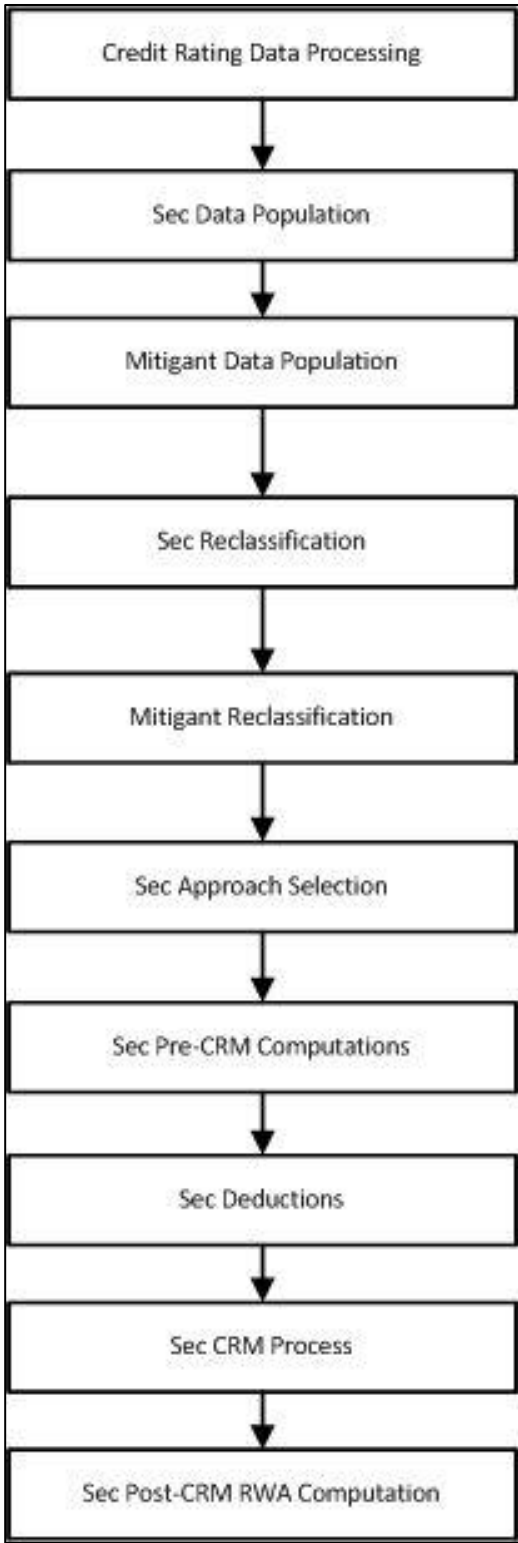 Credit Rating Data Processing
Sec Data Population
Mitigant Data Population
Sec Reclassification
Mitigant Reclassification
Sec Approach Selection
Sec Pre-CRM Computations
Sec Deductions
Sec CRM Process
Sec Post-CRM RWA Computation